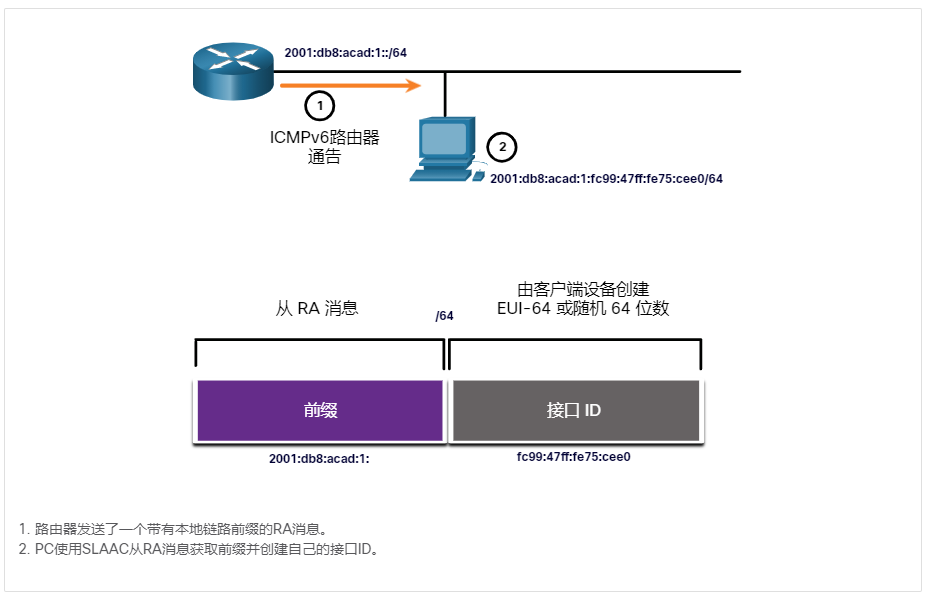 2001:db8:acad:1::/64
1
ICMPv6路由器
通告
2
2001:db8:acad:1:fc99:47ff:fe75:cee0/64
从 RA 消息
/64
由客户端设备创建
EUI-64 或随机 64 位数
前缀
接口 ID
2001:db8:acad:1:
fc99:47ff:fe75:cee0
1. 路由器发送了一个带有本地链路前缀的RA消息。
2. PC使用SLAAC从RA消息获取前缀并创建自己的接口ID。